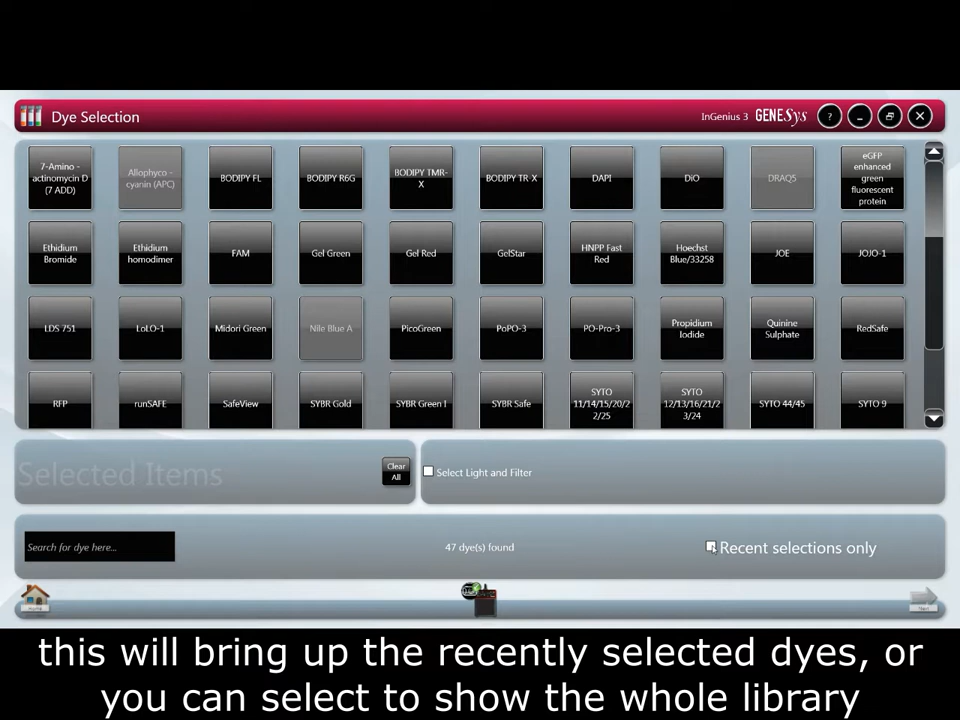 Dye Selection
InGenius 3 GENESys ?
7-Amino - actinomycin D (7 ADD)
Allophyco - cyanin (APC)
BODIPY FL
BODIPY R6G
BODIPY TMR-X
BODIPY TR-X
DAPI
DiO
DRAQ5
eGFP enhanced green fluorescent protein
Ethidium Bromide
Ethidium homodimer
FAM
Gel Green
Gel Red
GelStar
HNPP Fast Red
Hoechst Blue/33258
JOE
JOJO-1
LDS 751
LoLO-1
Midori Green
Nile Blue A
PicoGreen
PoPO-3
PO-Pro-3
Propidium Iodide
Quinine Sulphate
RedSafe
RFP
runSAFE
SafeView
SYBR Gold
SYBR Green I
SYBR Safe
SYTO 11/14/15/20/22/25
SYTO 12/13/16/21/23/24
SYTO 44/45
SYTO 9
Selected Items
Clear All
Select Light and Filter
Search for dye here...
47 dye(s) found
Recent selections only
Home
Next
this will bring up the recently selected dyes, or
you can select to show the whole library